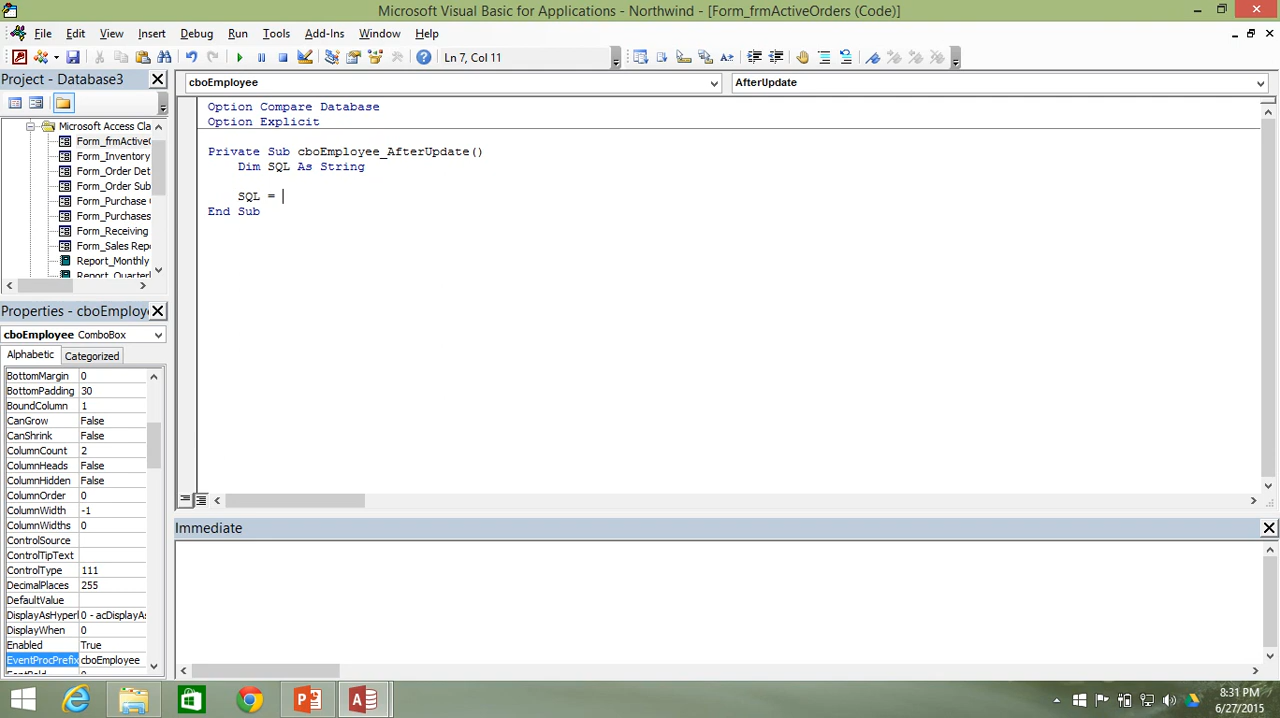 Microsoft Visual Basic for Applications - Northwind - [Form_frmActiveOrders (Code)]
File Edit View Insert Format Debug Run Tools Add-Ins Window Help
Ln 7, Col 11
Project - Database3
Microsoft Access Cla
Form_frmActive
Form_Inventory
Form_Order Det
Form_Order Sub
Form_Purchase
Form_Purchases
Form_Receiving
Form_Sales Repo
Report_Monthly
Report_Quarterl
Properties - cboEmploye
cboEmployee ComboBox
Alphabetic Categorized
BottomMargin 0
BottomPadding 30
BoundColumn 1
CanGrow False
CanShrink False
ColumnCount 2
ColumnHeads False
ColumnHidden False
ColumnOrder 0
ColumnWidth -1
ColumnWidths 0
ControlSource
ControlTipText
ControlType 111
DecimalPlaces 255
DefaultValue
DisplayAsHyperl 0 - acDisplayAs
DisplayWhen 0
Enabled True
EventProcPrefix cboEmployee
cboEmployee AfterUpdate
Option Compare Database
Option Explicit
Private Sub cboEmployee_AfterUpdate()
Dim SQL As String
SQL =
End Sub
Immediate
8:31 PM
6/27/2015